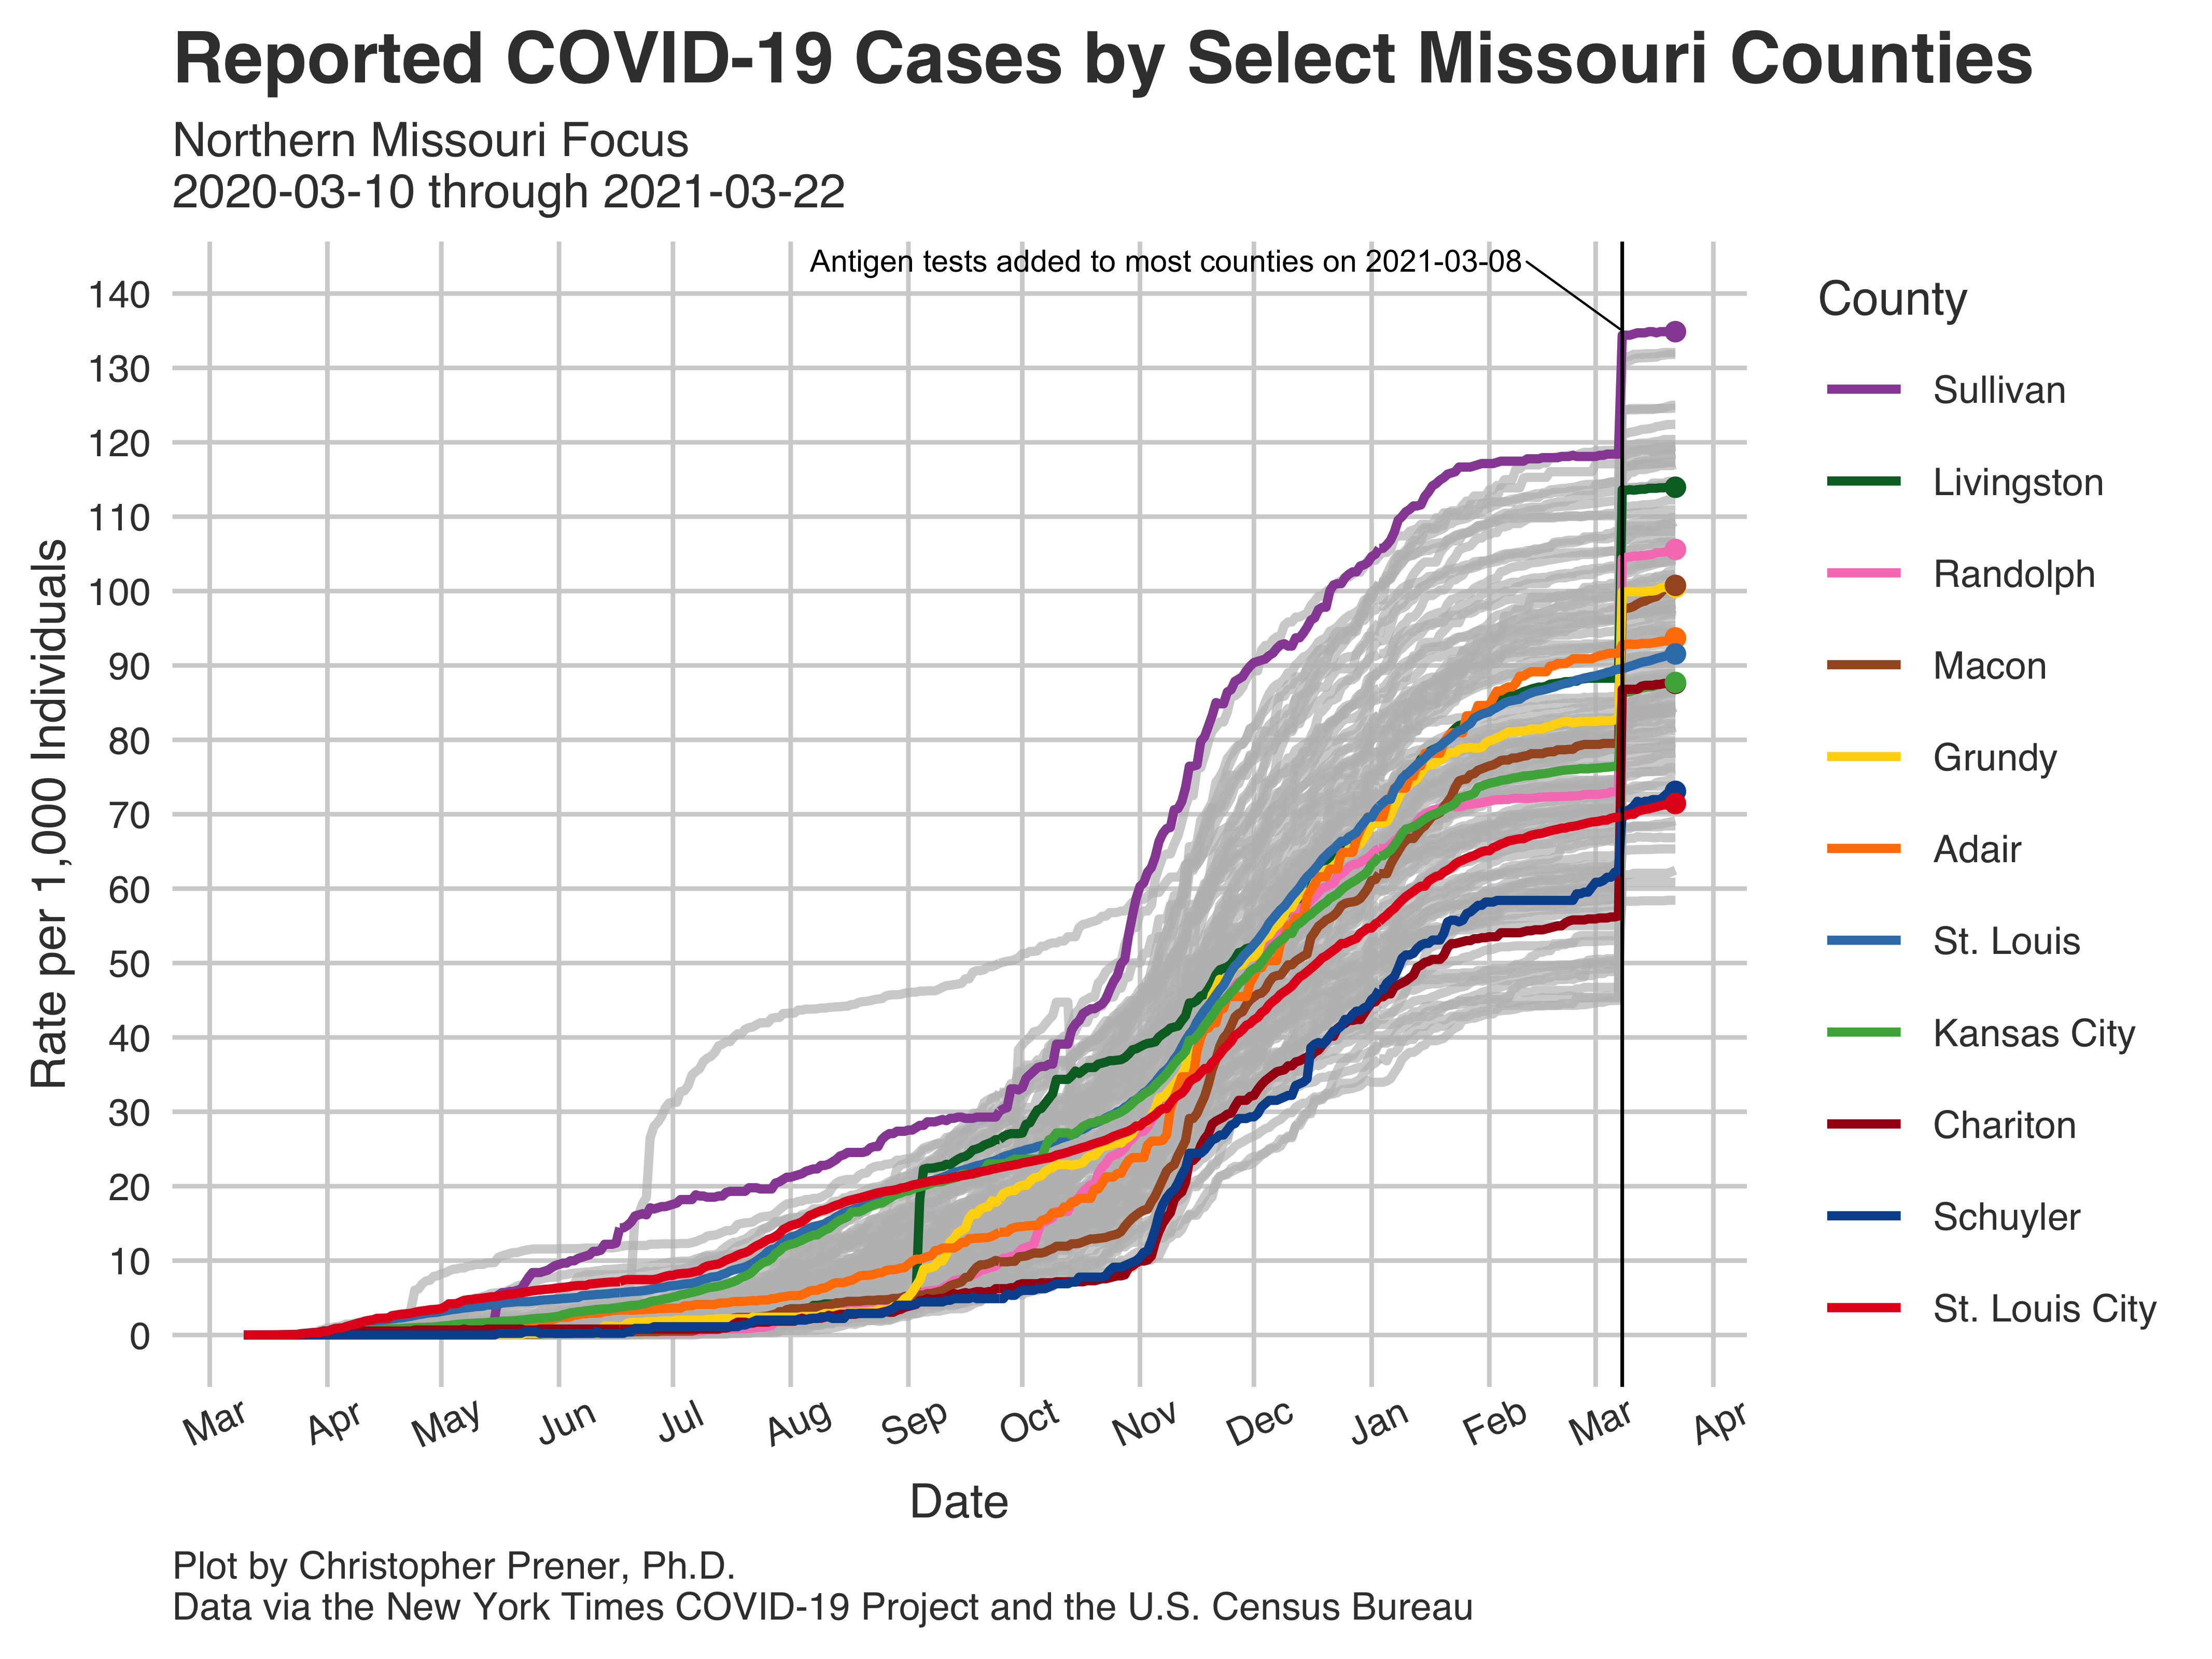 Reported COVID-19 Cases by Select Missouri Counties
Northern Missouri Focus
2020-03-10 through 2021-03-22
Antigen tests added to most counties on 2021-03-08
140
130
120
110
100
90
80
70
60
50
40
30
20
10
0
Rate per 1,000 Individuals
Mar
Apr
May
Jun
Jul
Aug
Sep
Oct
Nov
Dec
Jan
Feb
Mar
Apr
Date
County
Sullivan
Livingston
Randolph
Macon
Grundy
Adair
St. Louis
Kansas City
Chariton
Schuyler
St. Louis City
Plot by Christopher Prener, Ph.D.
Data via the New York Times COVID-19 Project and the U.S. Census Bureau